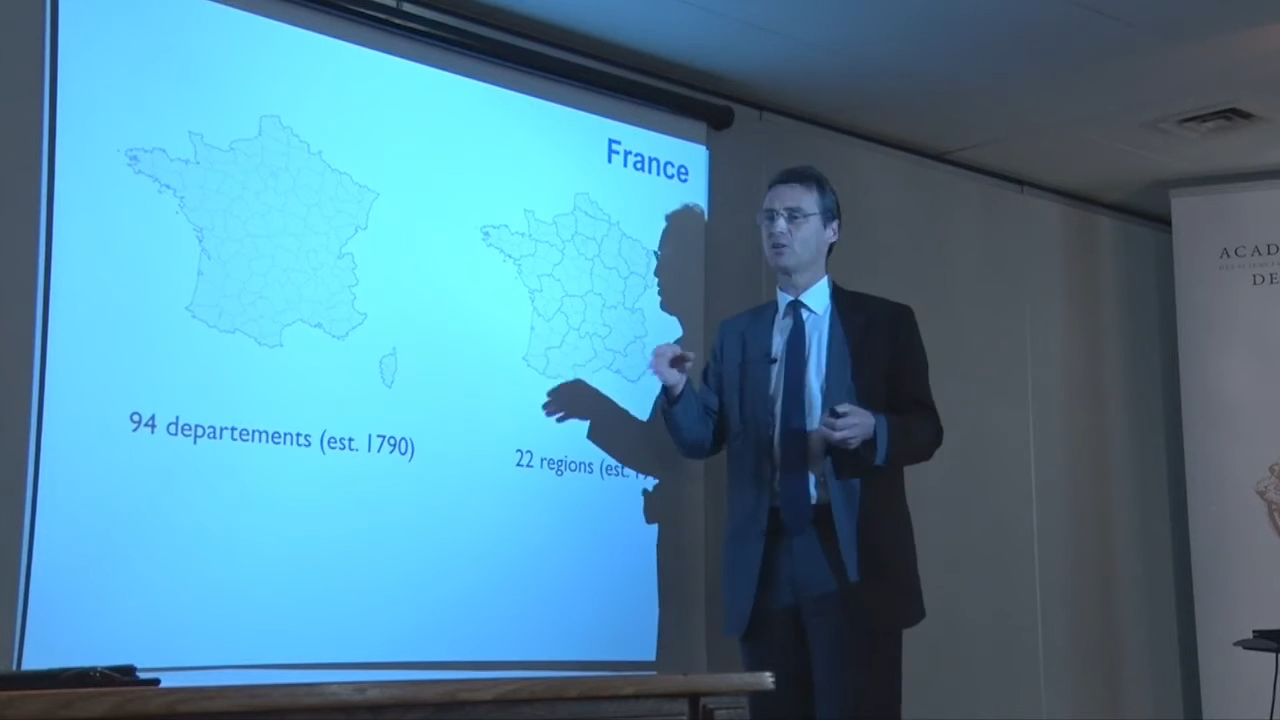 France
94 departements (est. 1790)
22 regions (est.
ACAD
DE